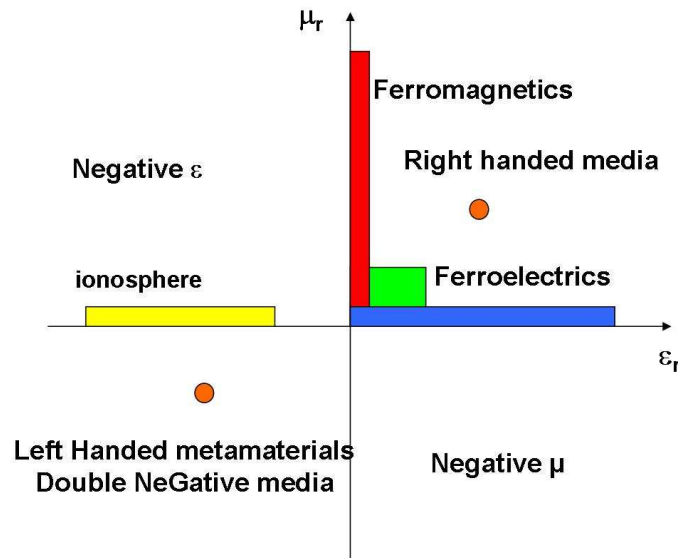 μr
Ferromagnetics
Right handed media
Negative ε
ionosphere
Ferroelectrics
εr
Left Handed metamaterials
Double NeGative media
Negative μ